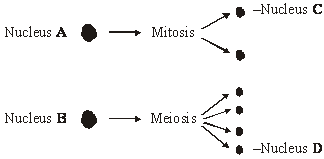 –Nucleus C
Nucleus A Mitosis
Nucleus B Meiosis
–Nucleus D